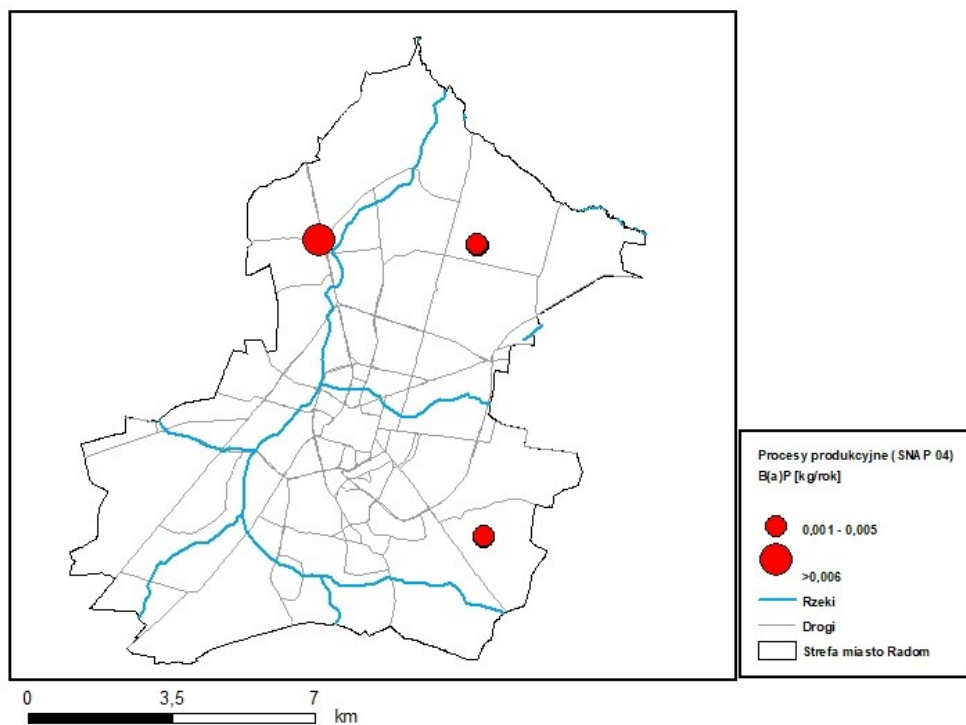 Procesy produkcyjne (SNAP 04)
B(a)P [kg/rok]
0,001 - 0,005
>0,006
Rzeki
Drogi
Strefa miasto Radom
0 3,5 7
km